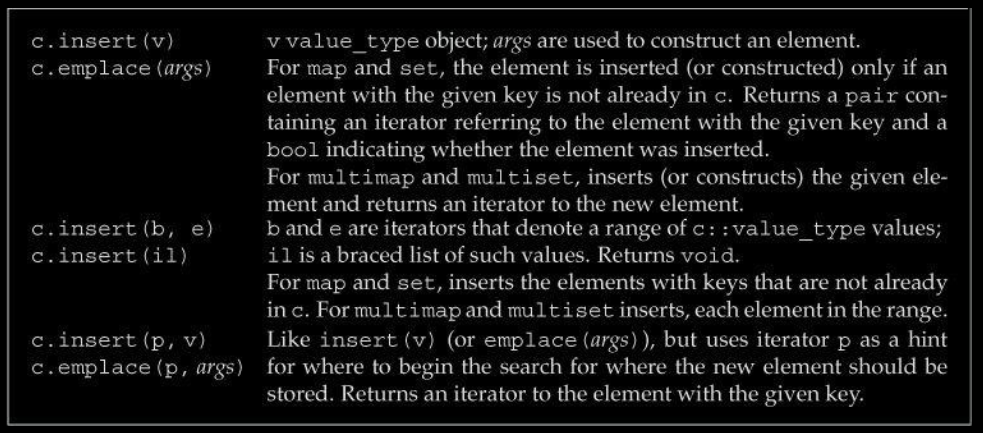 c.insert(v) v value_type object; args are used to construct an element.
c.emplace(args) For map and set, the element is inserted (or constructed) only if an
element with the given key is not already in c. Returns a pair con-
taining an iterator referring to the element with the given key and a
bool indicating whether the element was inserted.
For multimap and multiset, inserts (or constructs) the given ele-
ment and returns an iterator to the new element.
c.insert(b, e) b and e are iterators that denote a range of c::value_type values;
c.insert(il) il is a braced list of such values. Returns void.
For map and set, inserts the elements with keys that are not already
in c. For multimap and multiset inserts, each element in the range.
c.insert(p, v) Like insert(v) (or emplace(args)), but uses iterator p as a hint
c.emplace(p, args) for where to begin the search for where the new element should be
stored. Returns an iterator to the element with the given key.